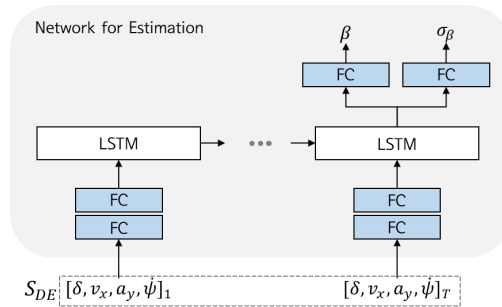 Network for Estimation
β σ_β
FC FC
LSTM ••• LSTM
FC FC
FC FC
S_DE [δ, v_x, a_y, ψ̇]_1 [δ, v_x, a_y, ψ̇]_T